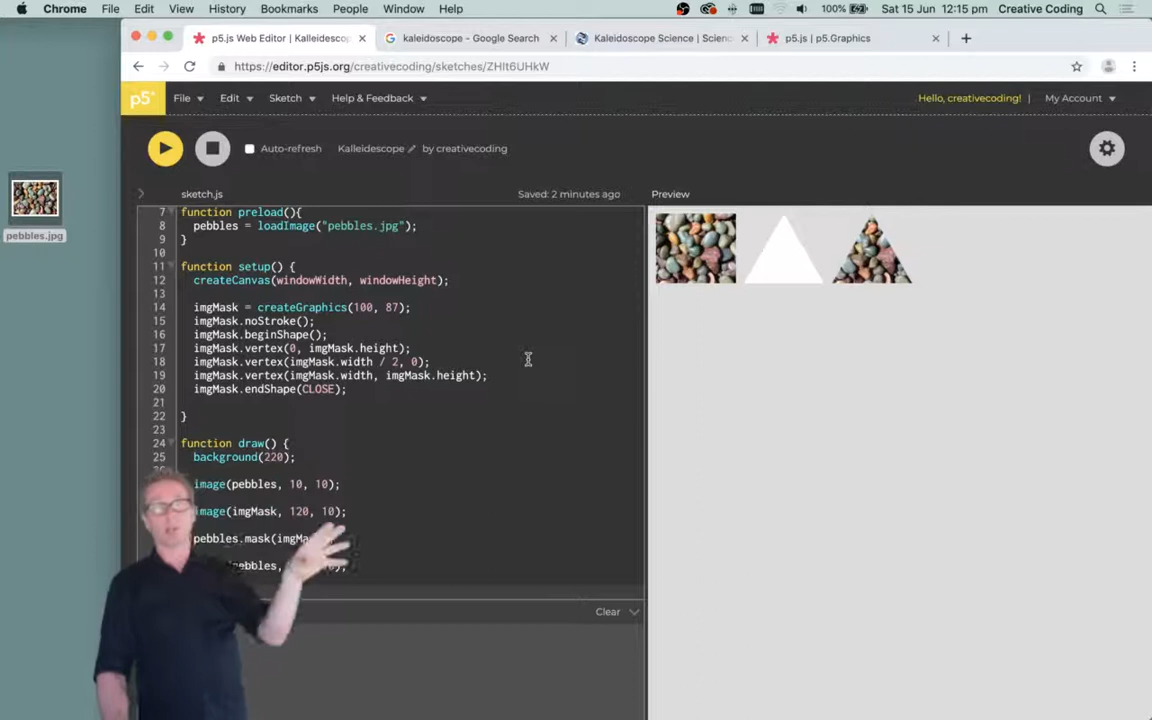 Chrome File Edit View History Bookmarks People Window Help 100% Sat 15 Jun 12:15 pm Creative Coding
p5.js Web Editor | Kalleidescop
kaleidoscope - Google Search
Kaleidoscope Science | Scienc
p5.js | p5.Graphics
https://editor.p5js.org/creativecoding/sketches/ZHIt6UHkW
p5* File Edit Sketch Help & Feedback Hello, creativecoding! | My Account
Auto-refresh Kalleidescope by creativecoding
pebbles.jpg
sketch.js Saved: 2 minutes ago Preview
7 function preload(){
8 pebbles = loadImage("pebbles.jpg");
9 }
10
11 function setup() {
12 createCanvas(windowWidth, windowHeight);
13
14 imgMask = createGraphics(100, 87);
15 imgMask.noStroke();
16 imgMask.beginShape();
17 imgMask.vertex(0, imgMask.height);
18 imgMask.vertex(imgMask.width / 2, 0);
19 imgMask.vertex(imgMask.width, imgMask.height);
20 imgMask.endShape(CLOSE);
21
22 }
23
24 function draw() {
25 background(220);
image(pebbles, 10, 10);
image(imgMask, 120, 10);
pebbles.mask(imgMa
pebbles,
Clear